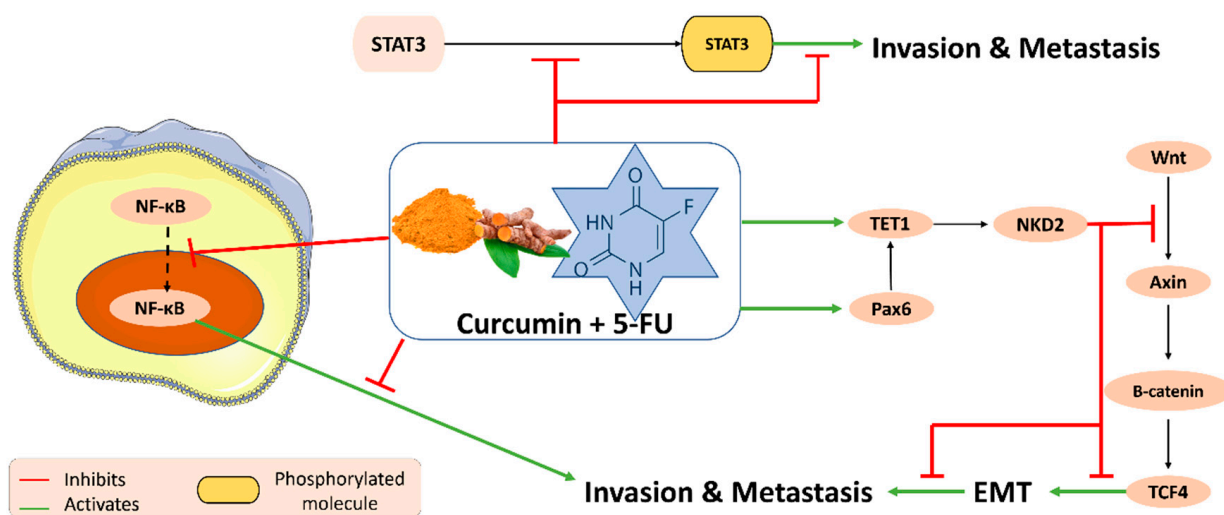 STAT3
STAT3
Invasion & Metastasis
NF-κB
NF-κB
O
HN
F
O
N
H
Curcumin + 5-FU
TET1
NKD2
Pax6
Wnt
Axin
B-catenin
TCF4
EMT
Invasion & Metastasis
Inhibits
Activates
Phosphorylated
molecule